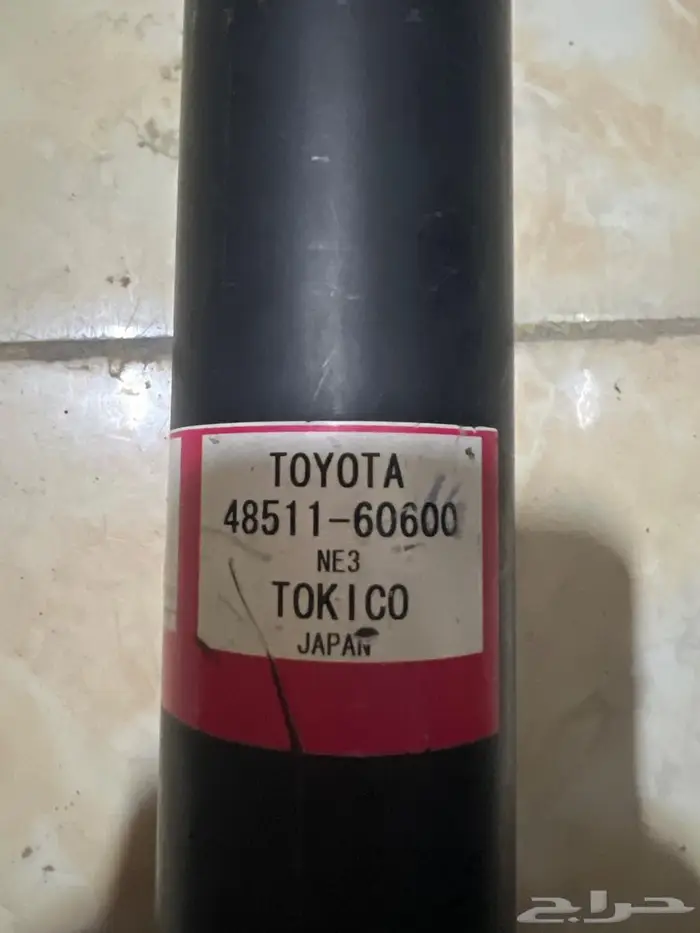 TOYOTA
48511-60600
NE3
TOKICO
JAPAN
حراج